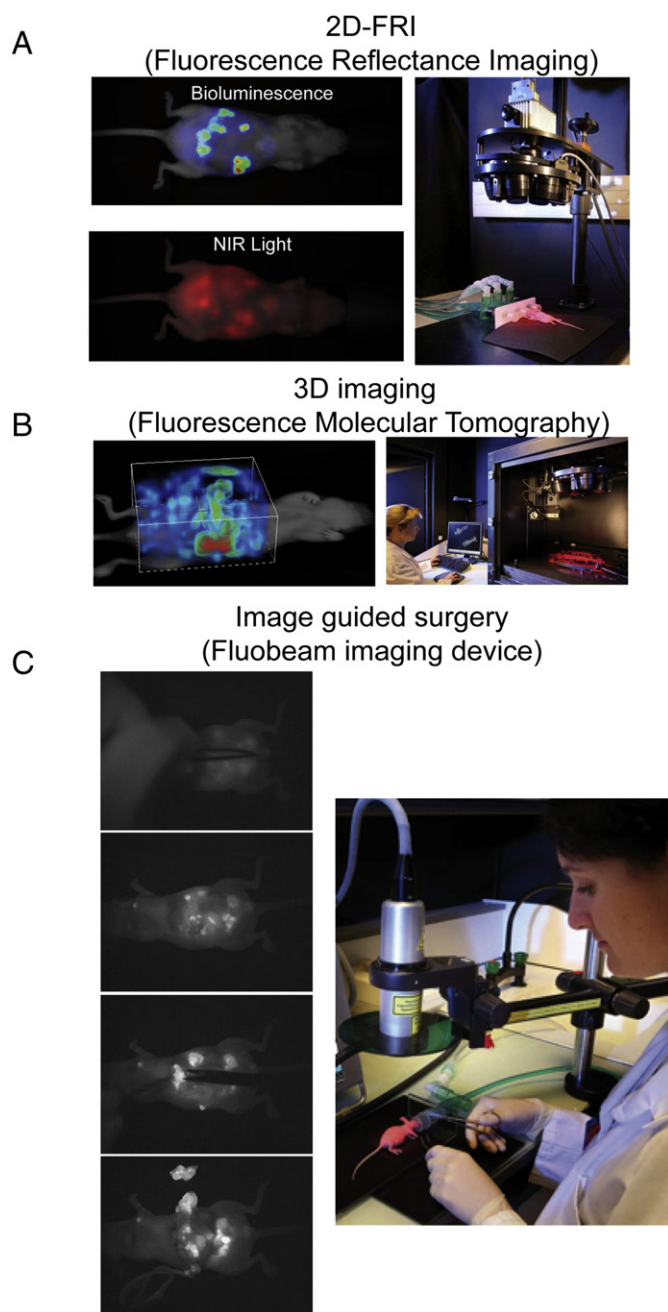 A
2D-FRI
(Fluorescence Reflectance Imaging)
Bioluminescence
NIR Light
3D imaging
B
(Fluorescence Molecular Tomography)
Image guided surgery
(Fluobeam imaging device)
C